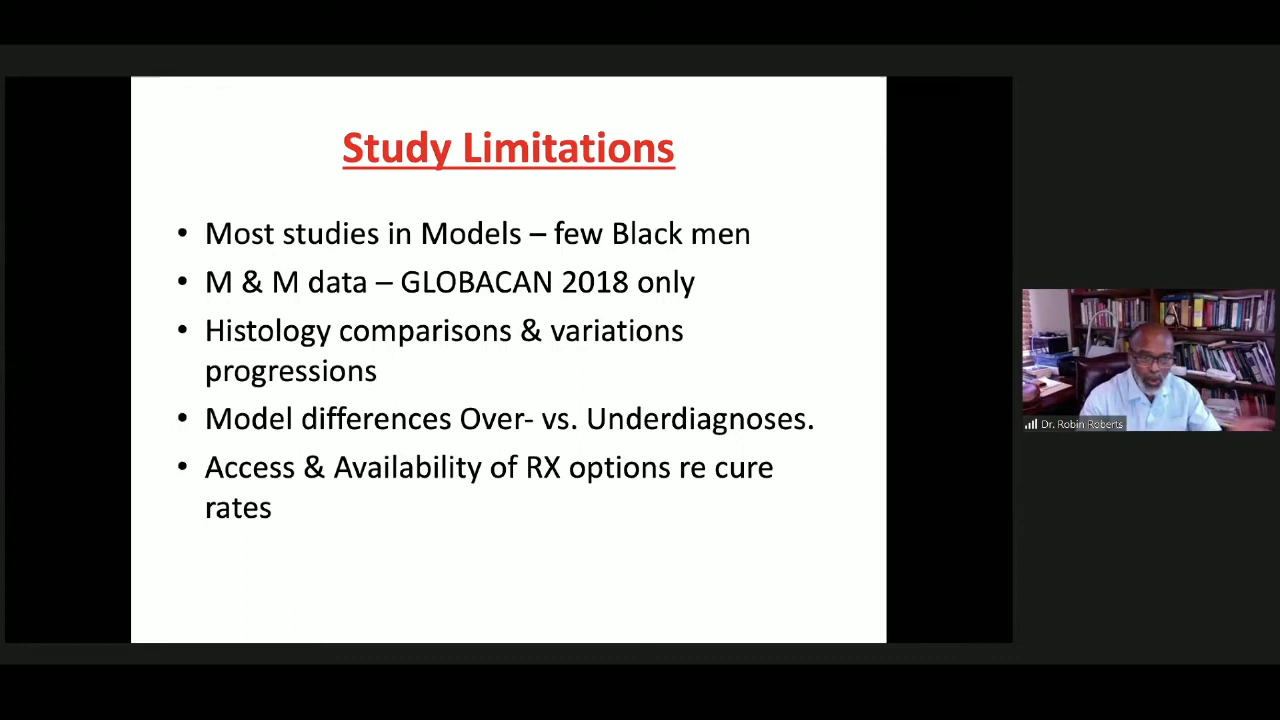 Study Limitations
• Most studies in Models – few Black men
• M & M data – GLOBACAN 2018 only
• Histology comparisons & variations
progressions
• Model differences Over- vs. Underdiagnoses.
• Access & Availability of RX options re cure
rates
Dr. Robin Roberts